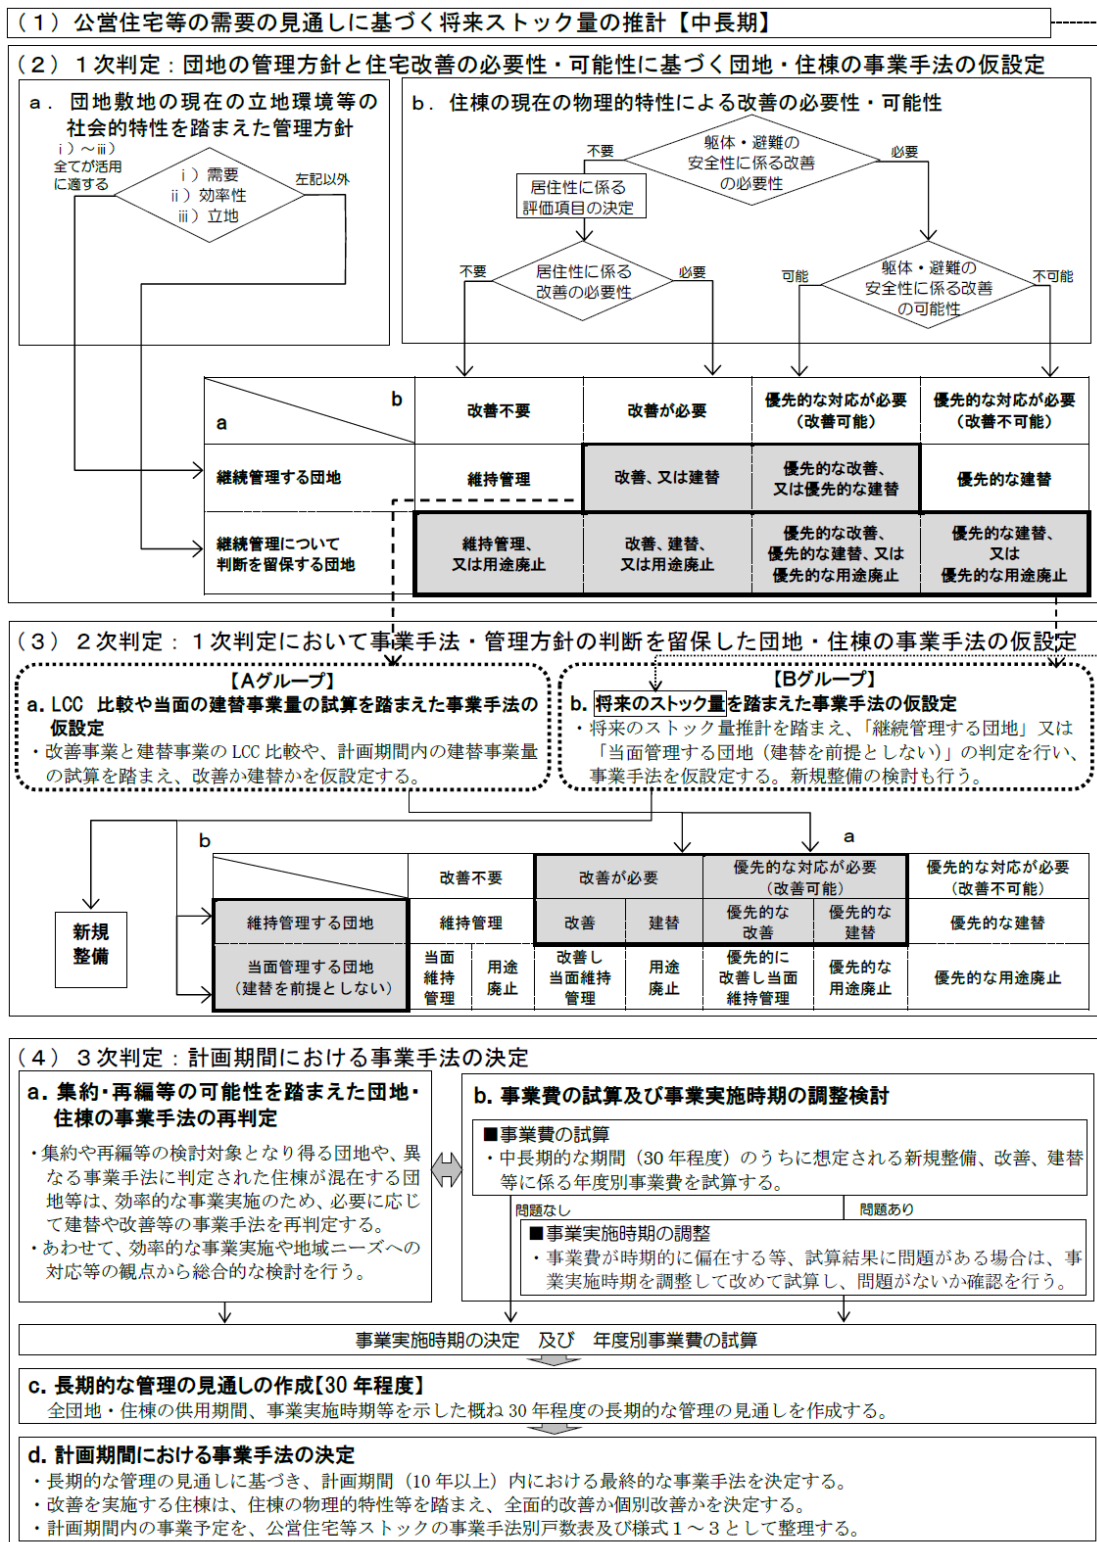 （１）公営住宅等の需要の見通しに基づく将来ストック量の推計【中長期】
（２）１次判定：団地の管理方針と住宅改善の必要性・可能性に基づく団地・住棟の事業手法の仮設定
ａ．団地敷地の現在の立地環境等の
社会的特性を踏まえた管理方針
ⅰ）～ⅲ）
全てが活用
に適する
ⅰ）需要
ⅱ）効率性
ⅲ）立地
左記以外
ｂ．住棟の現在の物理的特性による改善の必要性・可能性
不要
躯体・避難の
安全性に係る改善
の必要性
必要
居住性に係る
評価項目の決定
不要
居住性に係る
改善の必要性
必要
可能
躯体・避難の
安全性に係る改善
の可能性
不可能
b
a
改善不要
改善が必要
優先的な対応が必要
（改善可能）
優先的な対応が必要
（改善不可能）
継続管理する団地
維持管理
改善、又は建替
優先的な改善、
又は優先的な建替
優先的な建替
継続管理について
判断を留保する団地
維持管理、
又は用途廃止
改善、建替、
又は用途廃止
優先的な改善、
優先的な建替、又は
優先的な用途廃止
優先的な建替、
又は
優先的な用途廃止
（３）２次判定：１次判定において事業手法・管理方針の判断を留保した団地・住棟の事業手法の仮設定
【Aグループ】
a. LCC 比較や当面の建替事業量の試算を踏まえた事業手法の
仮設定
・改善事業と建替事業の LCC 比較や、計画期間内の建替事業量
の試算を踏まえ、改善か建替かを仮設定する。
【Bグループ】
b. 将来のストック量を踏まえた事業手法の仮設定
・将来のストック量推計を踏まえ、「継続管理する団地」又は
「当面管理する団地（建替を前提としない）」の判定を行い、
事業手法を仮設定する。新規整備の検討も行う。
b
a
新規
整備
改善不要
改善が必要
優先的な対応が必要
（改善可能）
優先的な対応が必要
（改善不可能）
維持管理する団地
維持管理
改善
建替
優先的な
改善
優先的な
建替
優先的な建替
当面管理する団地
（建替を前提としない）
当面
維持
管理
用途
廃止
改善し
当面維持
管理
用途
廃止
優先的に
改善し当面
維持管理
優先的な
用途廃止
優先的な用途廃止
（４）３次判定：計画期間における事業手法の決定
a. 集約・再編等の可能性を踏まえた団地・
住棟の事業手法の再判定
・集約や再編等の検討対象となり得る団地や、異
なる事業手法に判定された住棟が混在する団
地等は、効率的な事業実施のため、必要に応じ
て建替や改善等の事業手法を再判定する。
・あわせて、効率的な事業実施や地域ニーズへの
対応等の観点から総合的な検討を行う。
b. 事業費の試算及び事業実施時期の調整検討
■事業費の試算
・中長期的な期間（30 年程度）のうちに想定される新規整備、改善、建替
等に係る年度別事業費を試算する。
問題なし
問題あり
■事業実施時期の調整
・事業費が時期的に偏在する等、試算結果に問題がある場合は、事
業実施時期を調整して改めて試算し、問題がないか確認を行う。
事業実施時期の決定　及び　年度別事業費の試算
c. 長期的な管理の見通しの作成【30 年程度】
全団地・住棟の供用期間、事業実施時期等を示した概ね 30 年程度の長期的な管理の見通しを作成する。
d. 計画期間における事業手法の決定
・長期的な管理の見通しに基づき、計画期間（10 年以上）内における最終的な事業手法を決定する。
・改善を実施する住棟は、住棟の物理的特性等を踏まえ、全面的改善か個別改善かを決定する。
・計画期間内の事業予定を、公営住宅等ストックの事業手法別戸数表及び様式１～３として整理する。